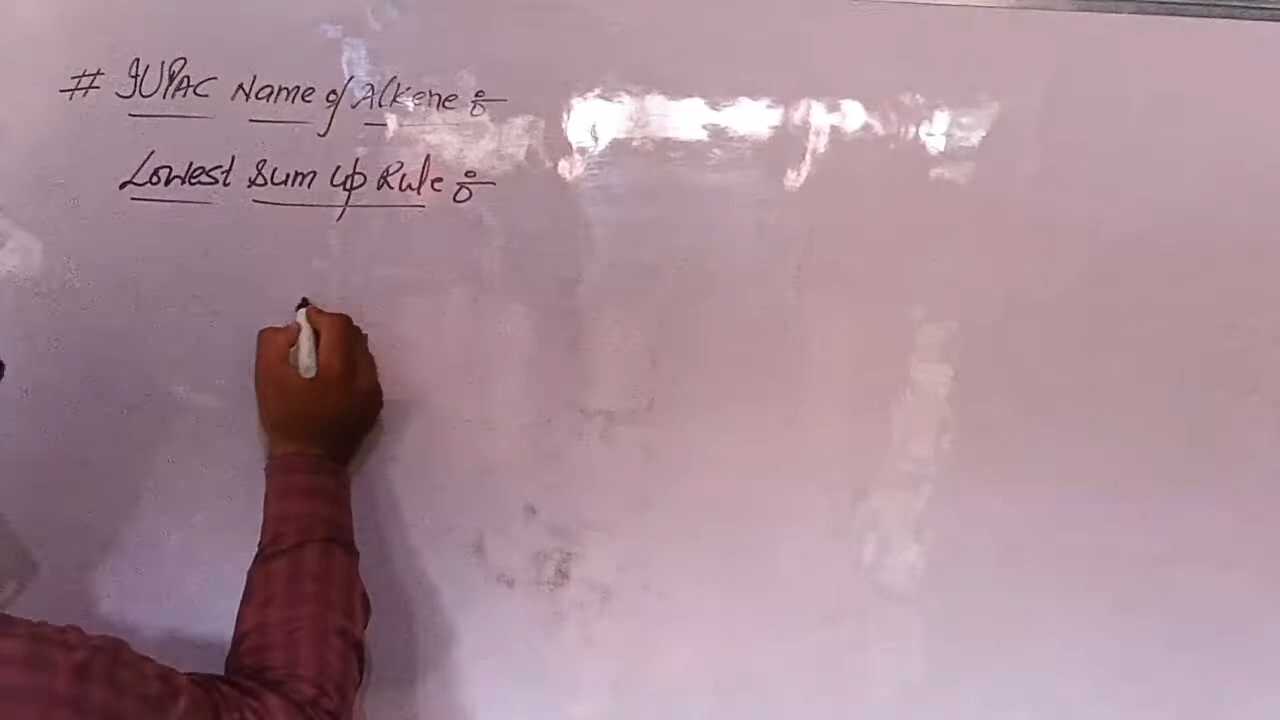 # IUPAC Name of Alkene :-
Lowest Sum Up Rule :-